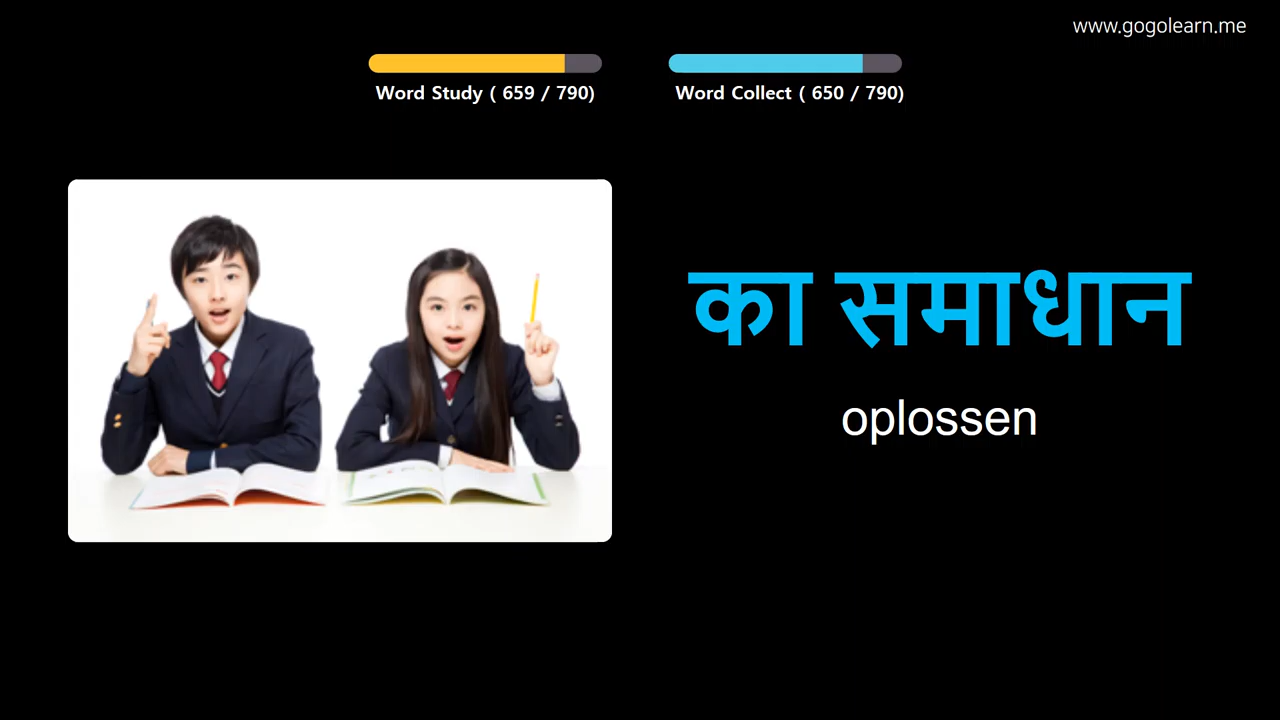 www.gogolearn.me
Word Study ( 659 / 790)
Word Collect ( 650 / 790)
का समाधान
oplossen